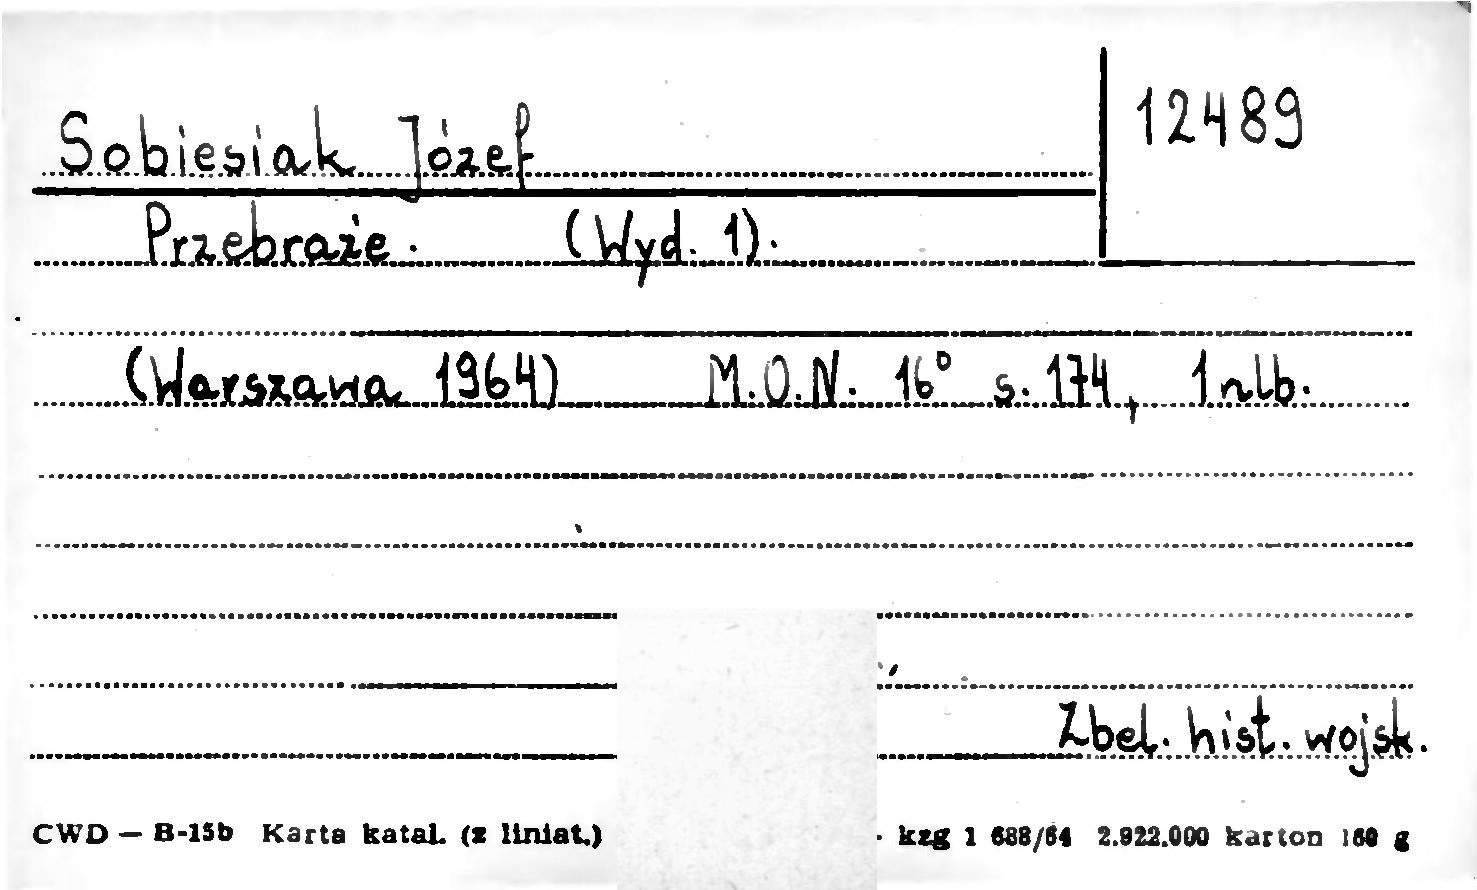 12489
Sobiesiak Józef
Przebraże. (Wyd. 1).
(Warszawa 1964) M.O.N. 16° s. 174, 1 nlb.
Zbel. hist. wojsk.
CWD — B-15b Karta katal. (z liniat.) kzg 1 688/64 2.922.000 karton 160 g